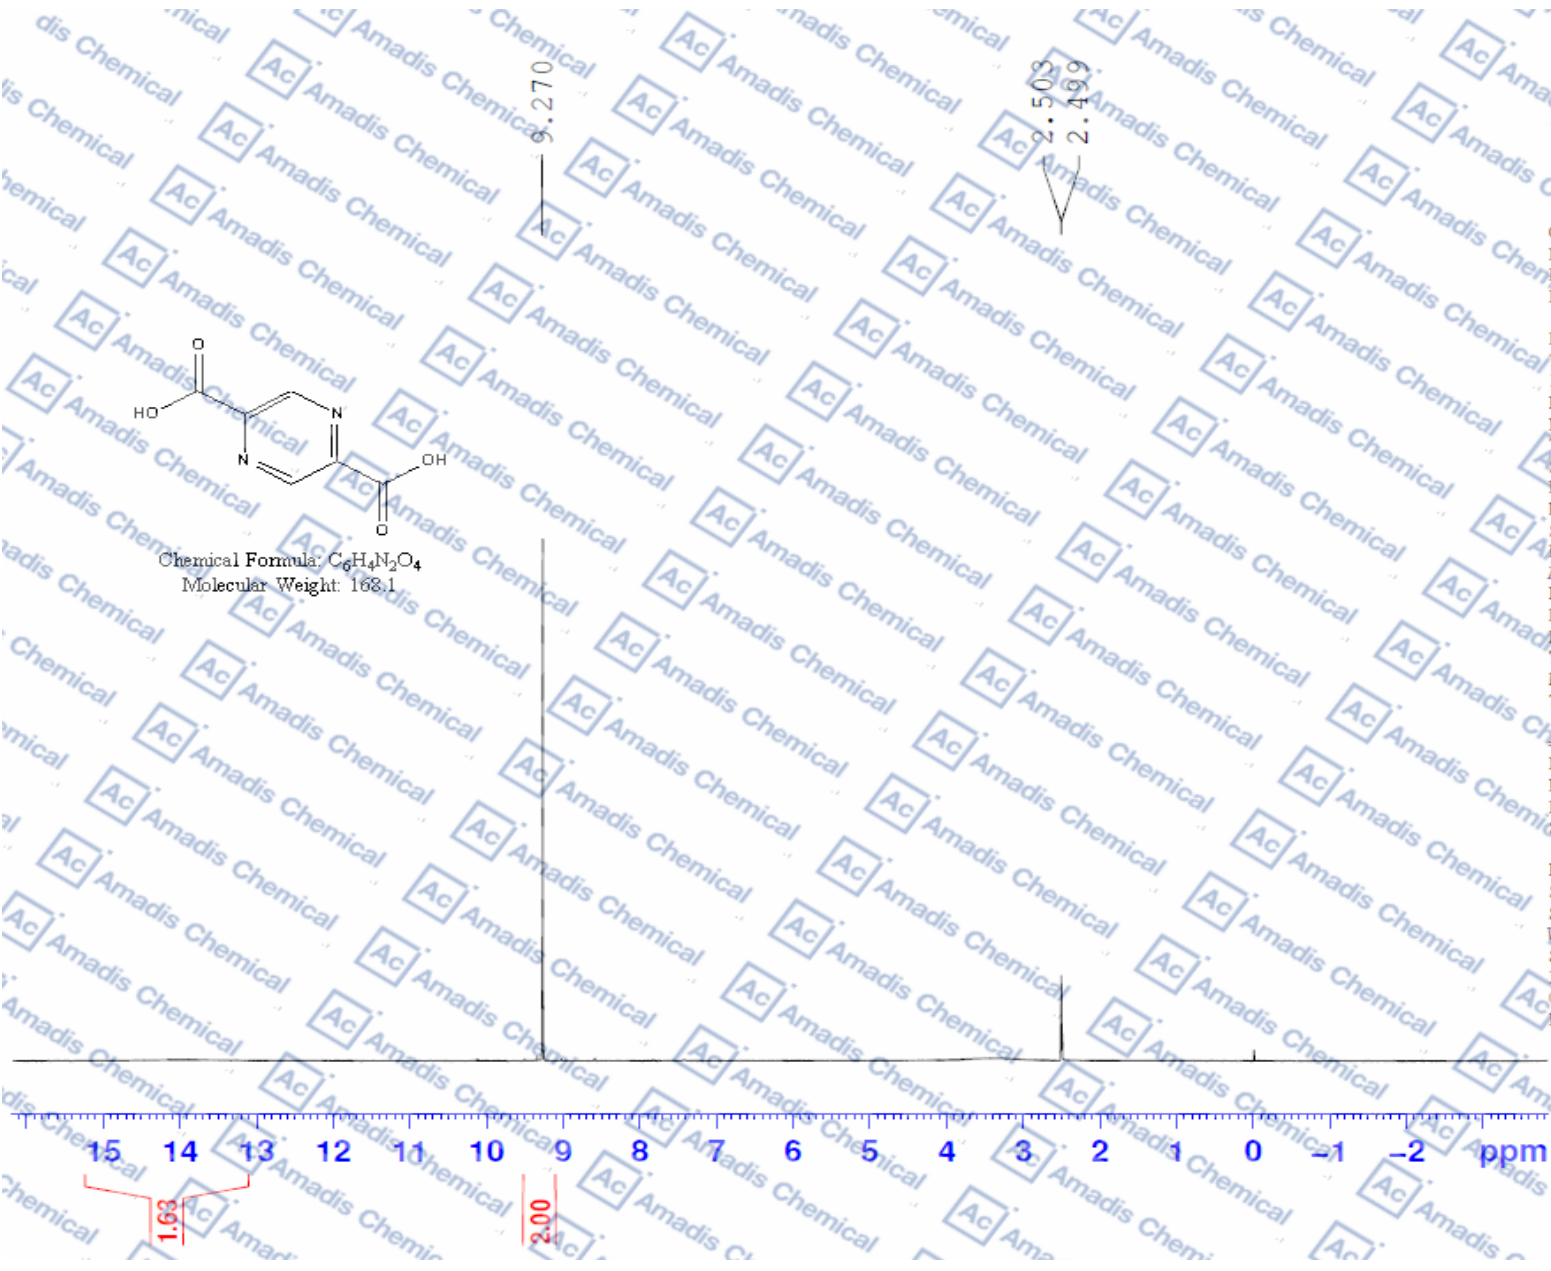 9.270
2.503
2.499
O
HO
N
N
OH
O
Chemical Formula: C₆H₄N₂O₄
Molecular Weight: 168.1
15 14 13 12 11 10 9 8 7 6 5 4 3 2 1 0 -1 -2 ppm
1.63
2.00
Ac Amadis Chemical